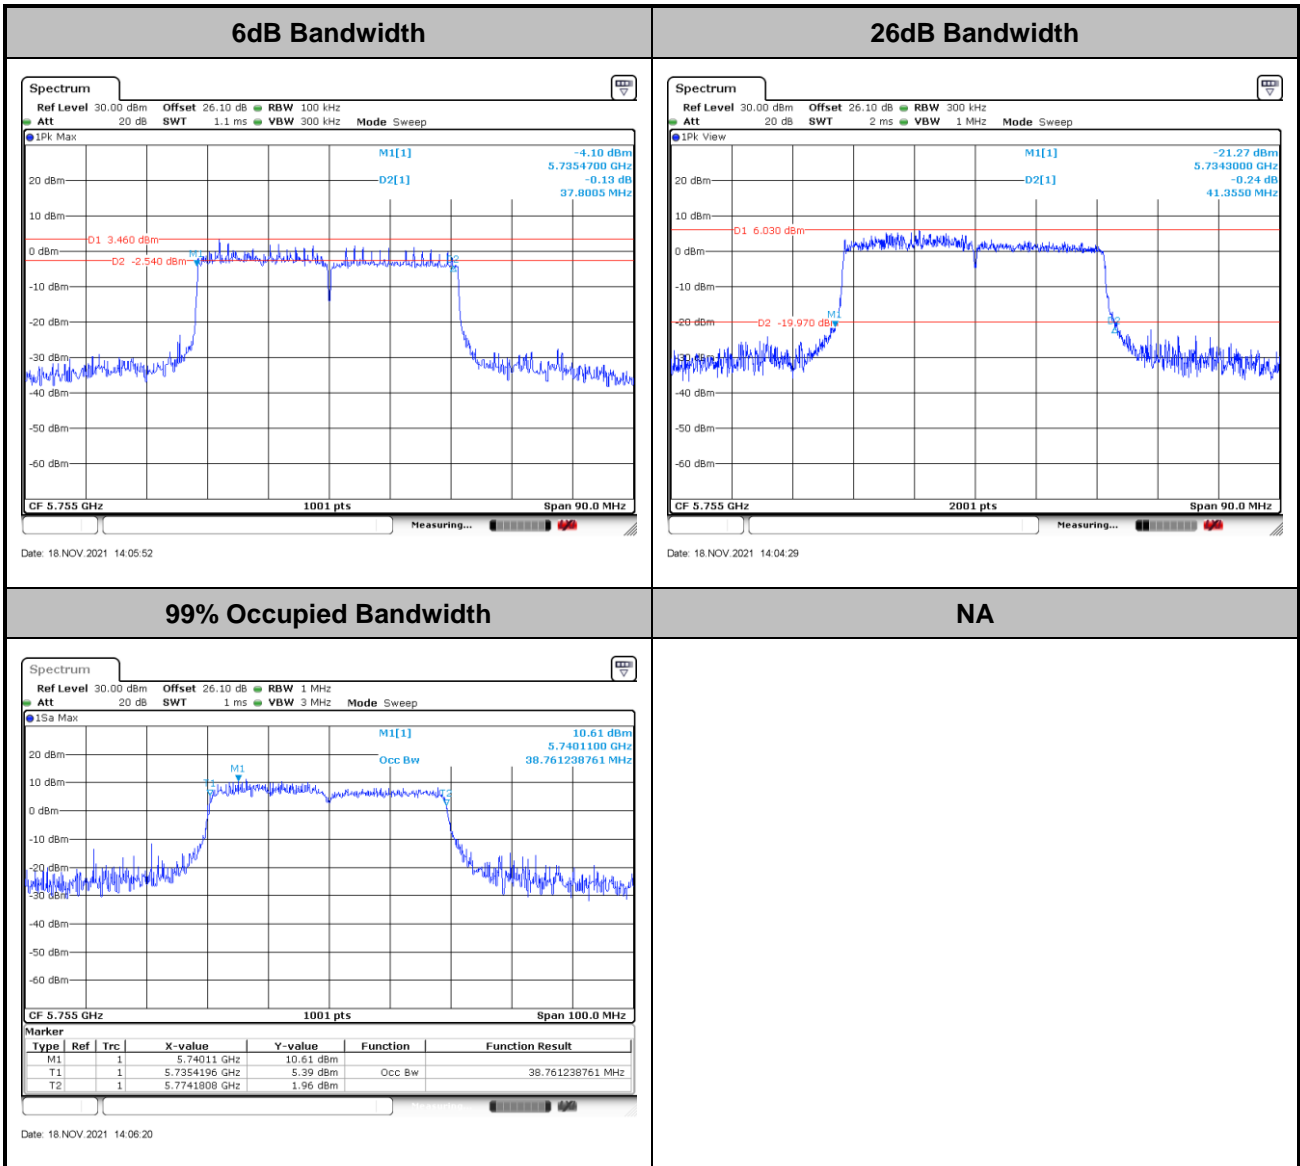 6dB Bandwidth
26dB Bandwidth
Spectrum
Ref Level 30.00 dBm Offset 26.10 dB RBW 100 kHz
Att 20 dB SWT 1.1 ms VBW 300 kHz Mode Sweep
1Pk Max
M1[1] -4.10 dBm
5.7354700 GHz
D2[1] -0.13 dB
37.8005 MHz
20 dBm
10 dBm
D1 3.460 dBm
0 dBm
M1
D2 -2.540 dBm
D2
-10 dBm
-20 dBm
-30 dBm
-40 dBm
-50 dBm
-60 dBm
CF 5.755 GHz 1001 pts Span 90.0 MHz
Measuring...
Date: 18.NOV.2021 14:05:52
Spectrum
Ref Level 30.00 dBm Offset 26.10 dB RBW 300 kHz
Att 20 dB SWT 2 ms VBW 1 MHz Mode Sweep
1Pk View
M1[1] -21.27 dBm
5.7343000 GHz
D2[1] -0.24 dB
41.3550 MHz
20 dBm
10 dBm
D1 6.030 dBm
0 dBm
-10 dBm
M1
-20 dBm
D2 -19.970 dBm
D2
-30 dBm
-40 dBm
-50 dBm
-60 dBm
CF 5.755 GHz 2001 pts Span 90.0 MHz
Measuring...
Date: 18.NOV.2021 14:04:29
99% Occupied Bandwidth
NA
Spectrum
Ref Level 30.00 dBm Offset 26.10 dB RBW 1 MHz
Att 20 dB SWT 1 ms VBW 3 MHz Mode Sweep
1Sa Max
M1[1] 10.61 dBm
5.7401100 GHz
Occ Bw 38.761238761 MHz
20 dBm
M1
10 dBm
T1
T2
0 dBm
-10 dBm
-20 dBm
-30 dBm
-40 dBm
-50 dBm
-60 dBm
CF 5.755 GHz 1001 pts Span 100.0 MHz
Marker
Type Ref Trc X-value Y-value Function Function Result
M1 1 5.74011 GHz 10.61 dBm
T1 1 5.7354196 GHz 5.39 dBm Occ Bw 38.761238761 MHz
T2 1 5.7741808 GHz 1.96 dBm
Measuring...
Date: 18.NOV.2021 14:06:20